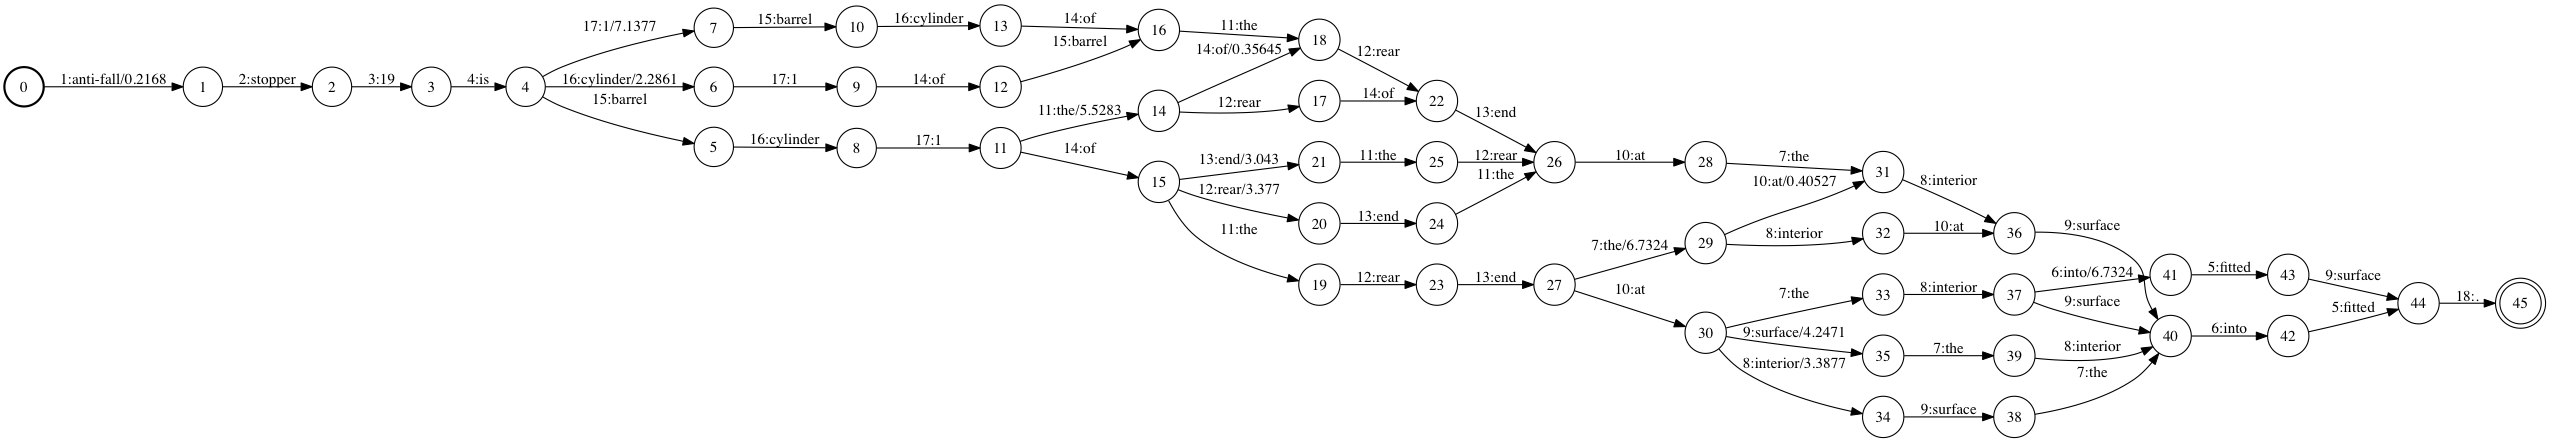 17:1/7.1377
7
15:barrel
10
16:cylinder
13
14:of
16
11:the
18
12:rear
15:barrel
14:of/0.35645
0
1:anti-fall/0.2168
1
2:stopper
2
3:19
3
4:is
4
16:cylinder/2.2861
6
17:1
9
14:of
12
15:barrel
11:the/5.5283
14
12:rear
17
14:of
22
13:end
5
16:cylinder
8
17:1
11
14:of
15
13:end/3.043
21
11:the
25
12:rear
26
10:at
28
7:the
31
8:interior
12:rear/3.377
20
13:end
24
11:the
10:at/0.40527
11:the
7:the/6.7324
29
8:interior
32
10:at
36
9:surface
19
12:rear
23
13:end
27
10:at
7:the
33
8:interior
37
6:into/6.7324
41
5:fitted
43
9:surface
9:surface
44
18:.
45
30
9:surface/4.2471
35
7:the
39
8:interior
40
6:into
42
5:fitted
8:interior/3.3877
34
9:surface
38
7:the